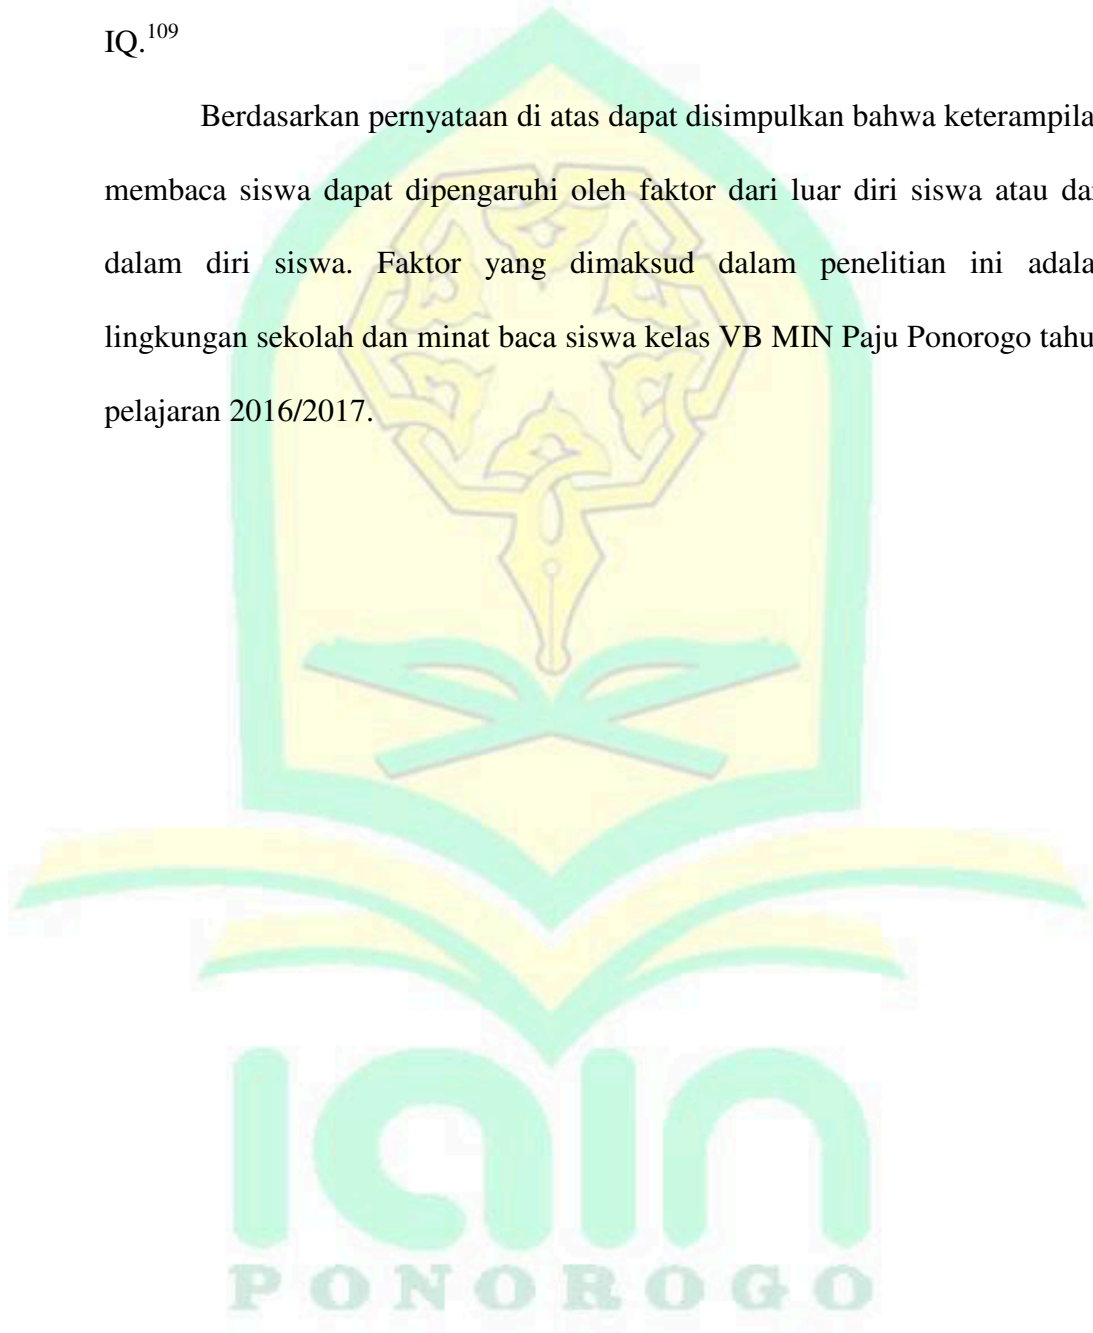 IQ.109
Berdasarkan pernyataan di atas dapat disimpulkan bahwa keterampila
membaca siswa dapat dipengaruhi oleh faktor dari luar diri siswa atau da
dalam diri siswa. Faktor yang dimaksud dalam penelitian ini adala
lingkungan sekolah dan minat baca siswa kelas VB MIN Paju Ponorogo tahu
pelajaran 2016/2017.
iain
PONOROGO